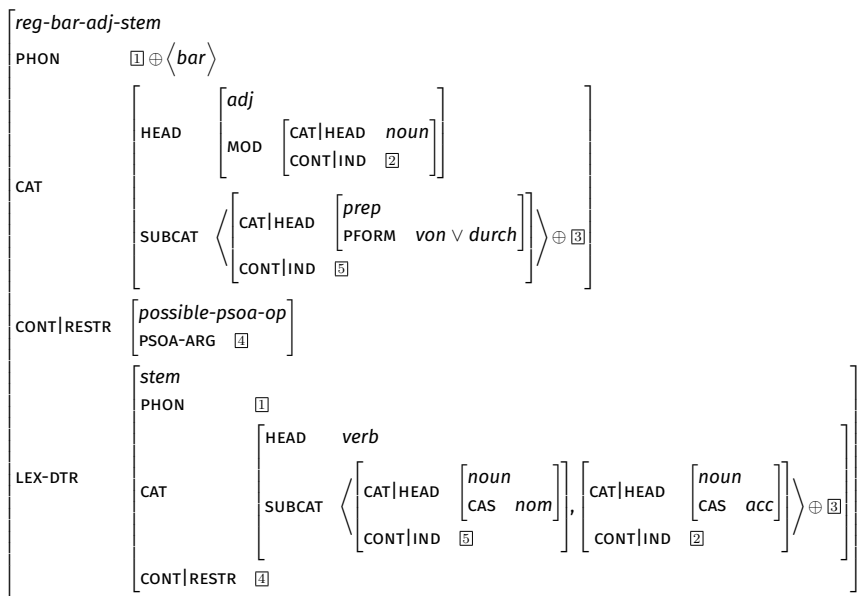 reg-bar-adj-stem
PHON 1 ⊕ ⟨bar⟩
adj
HEAD
CAT|HEAD noun
MOD
CONT|IND 2
CAT
prep
CAT|HEAD
PFORM von ∨ durch
SUBCAT ⟨ ⟩ ⊕ 3
CONT|IND 5
possible-psoa-op
CONT|RESTR
PSOA-ARG 4
stem
PHON 1
HEAD verb
LEX-DTR
noun noun
CAT CAT|HEAD , CAT|HEAD
SUBCAT ⟨ CAS nom CAS acc ⟩ ⊕ 3
CONT|IND 5 CONT|IND 2
CONT|RESTR 4